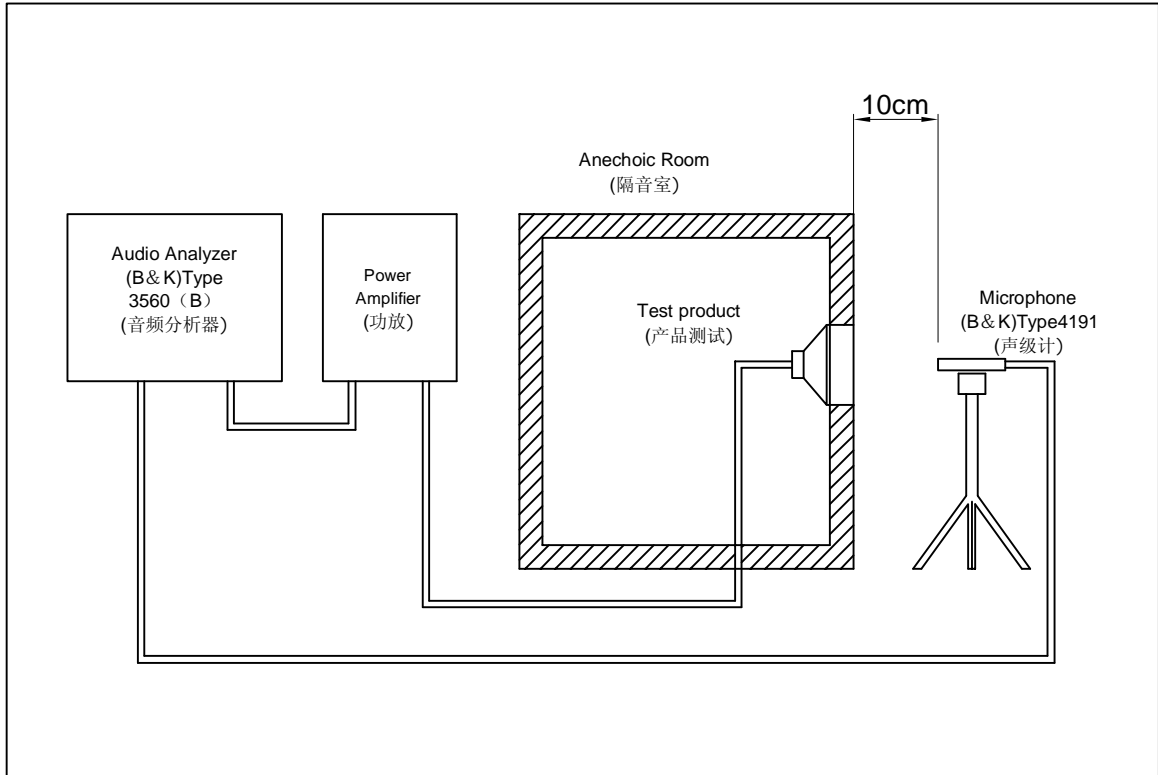 10cm
Anechoic Room
(隔音室)
Audio Analyzer
(B&K)Type
3560（B）
(音频分析器)
Power
Amplifier
(功放)
Test product
(产品测试)
Microphone
(B&K)Type4191
(声级计)